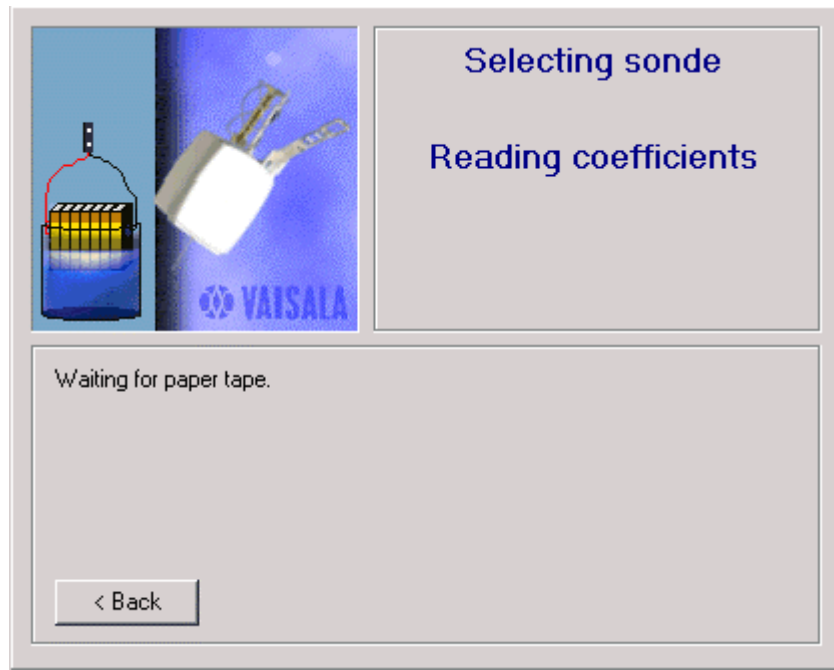 Selecting sonde
Reading coefficients
VAISALA
Waiting for paper tape.
< Back